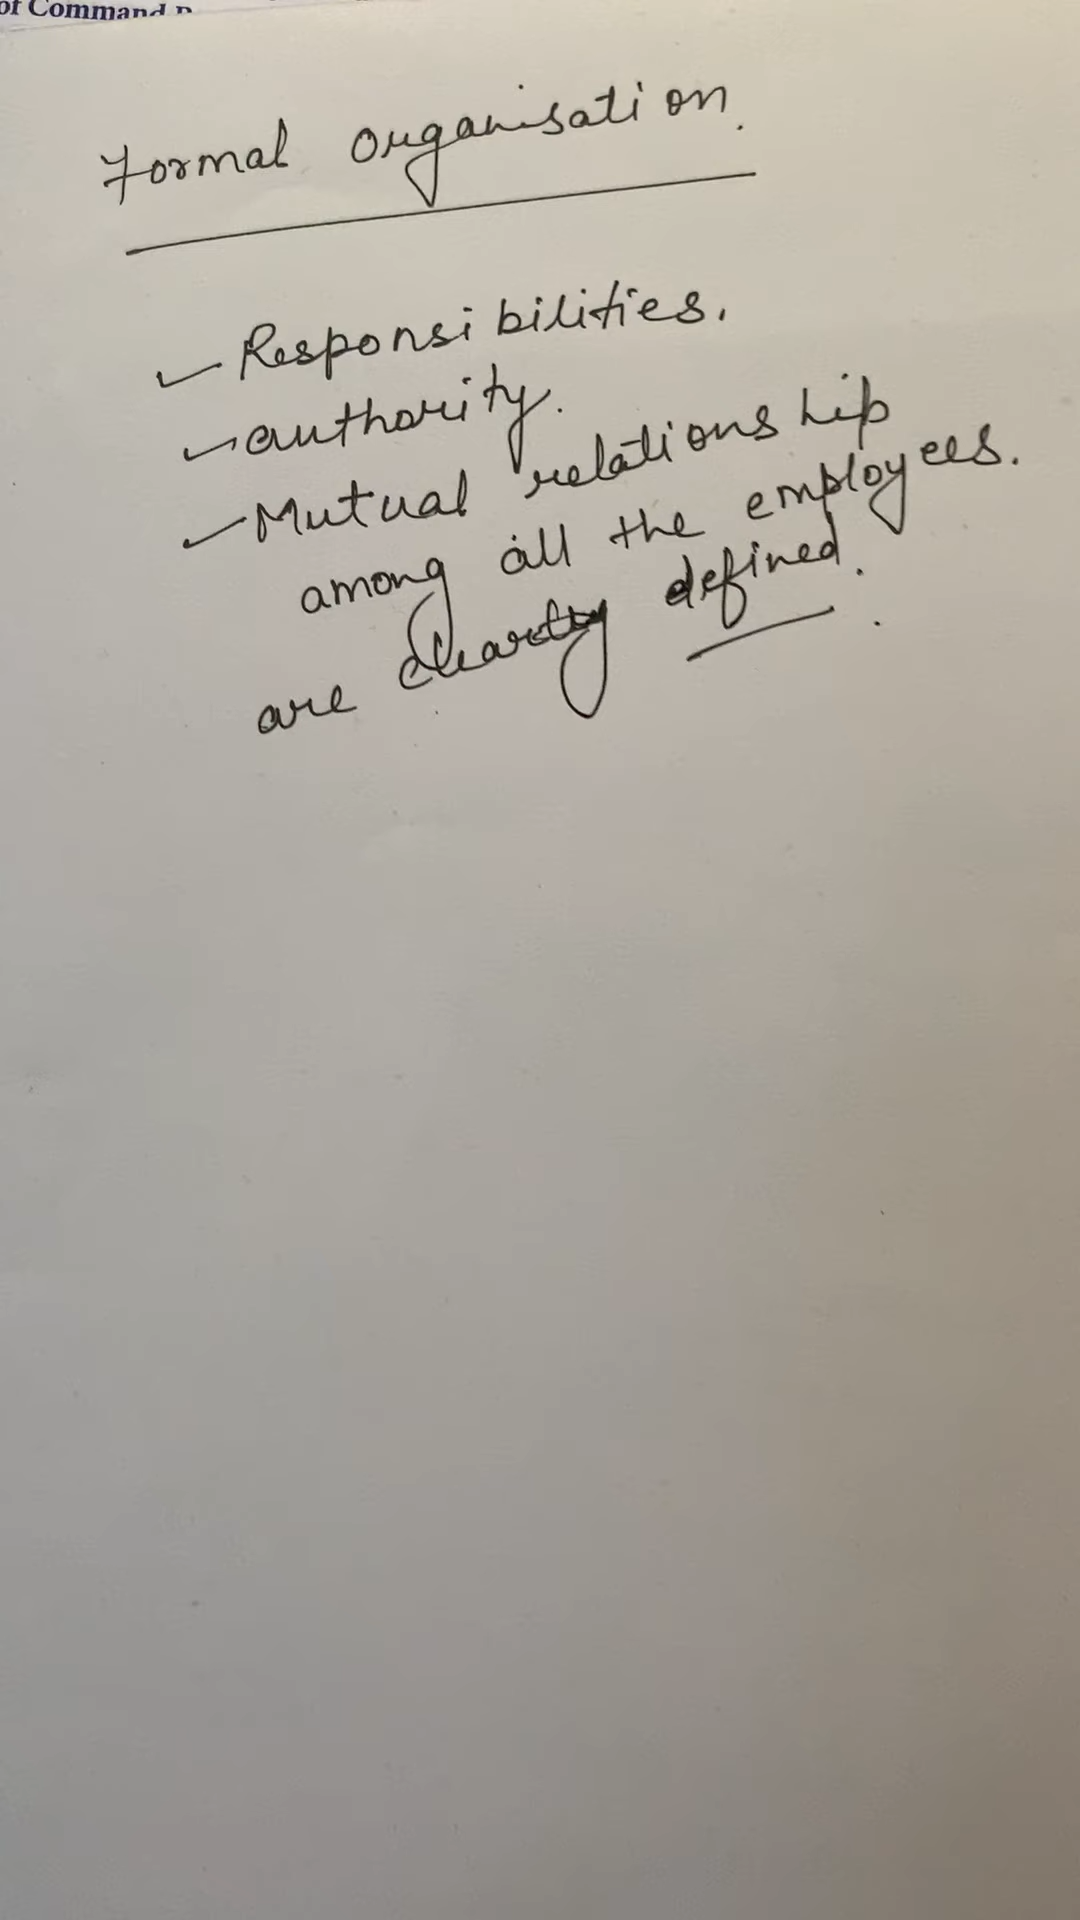 of Command
Formal organisation.
Responsibilities.
authority.
Mutual relationship
among all the employees.
are clearly defined.